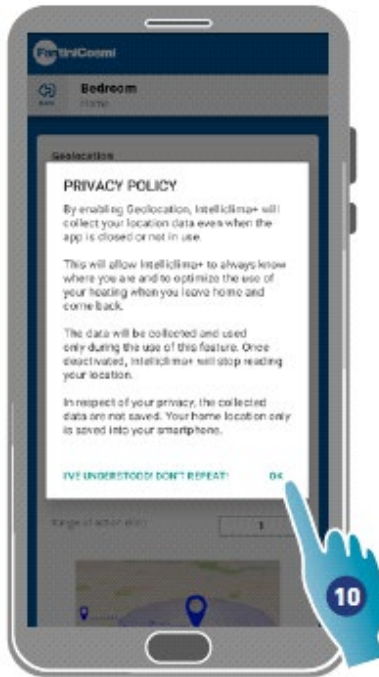 FantiniCosmi
Bedroom
Home
Geolocation
PRIVACY POLICY
By enabling Geolocation, Intelliclima+ will
collect your location data even when the
app is closed or not in use.
This will allow Intelliclima+ to always know
where you are and to optimize the use of
your heating when you leave home and
come back.
The data will be collected and used
only during the use of this feature. Once
deactivated, Intelliclima+ will stop reading
your location.
In respect of your privacy, the collected
data are not saved. Your home location only
is saved into your smartphone.
I'VE UNDERSTOOD! DON'T REPEAT!
OK
Range of action (km)
1
10